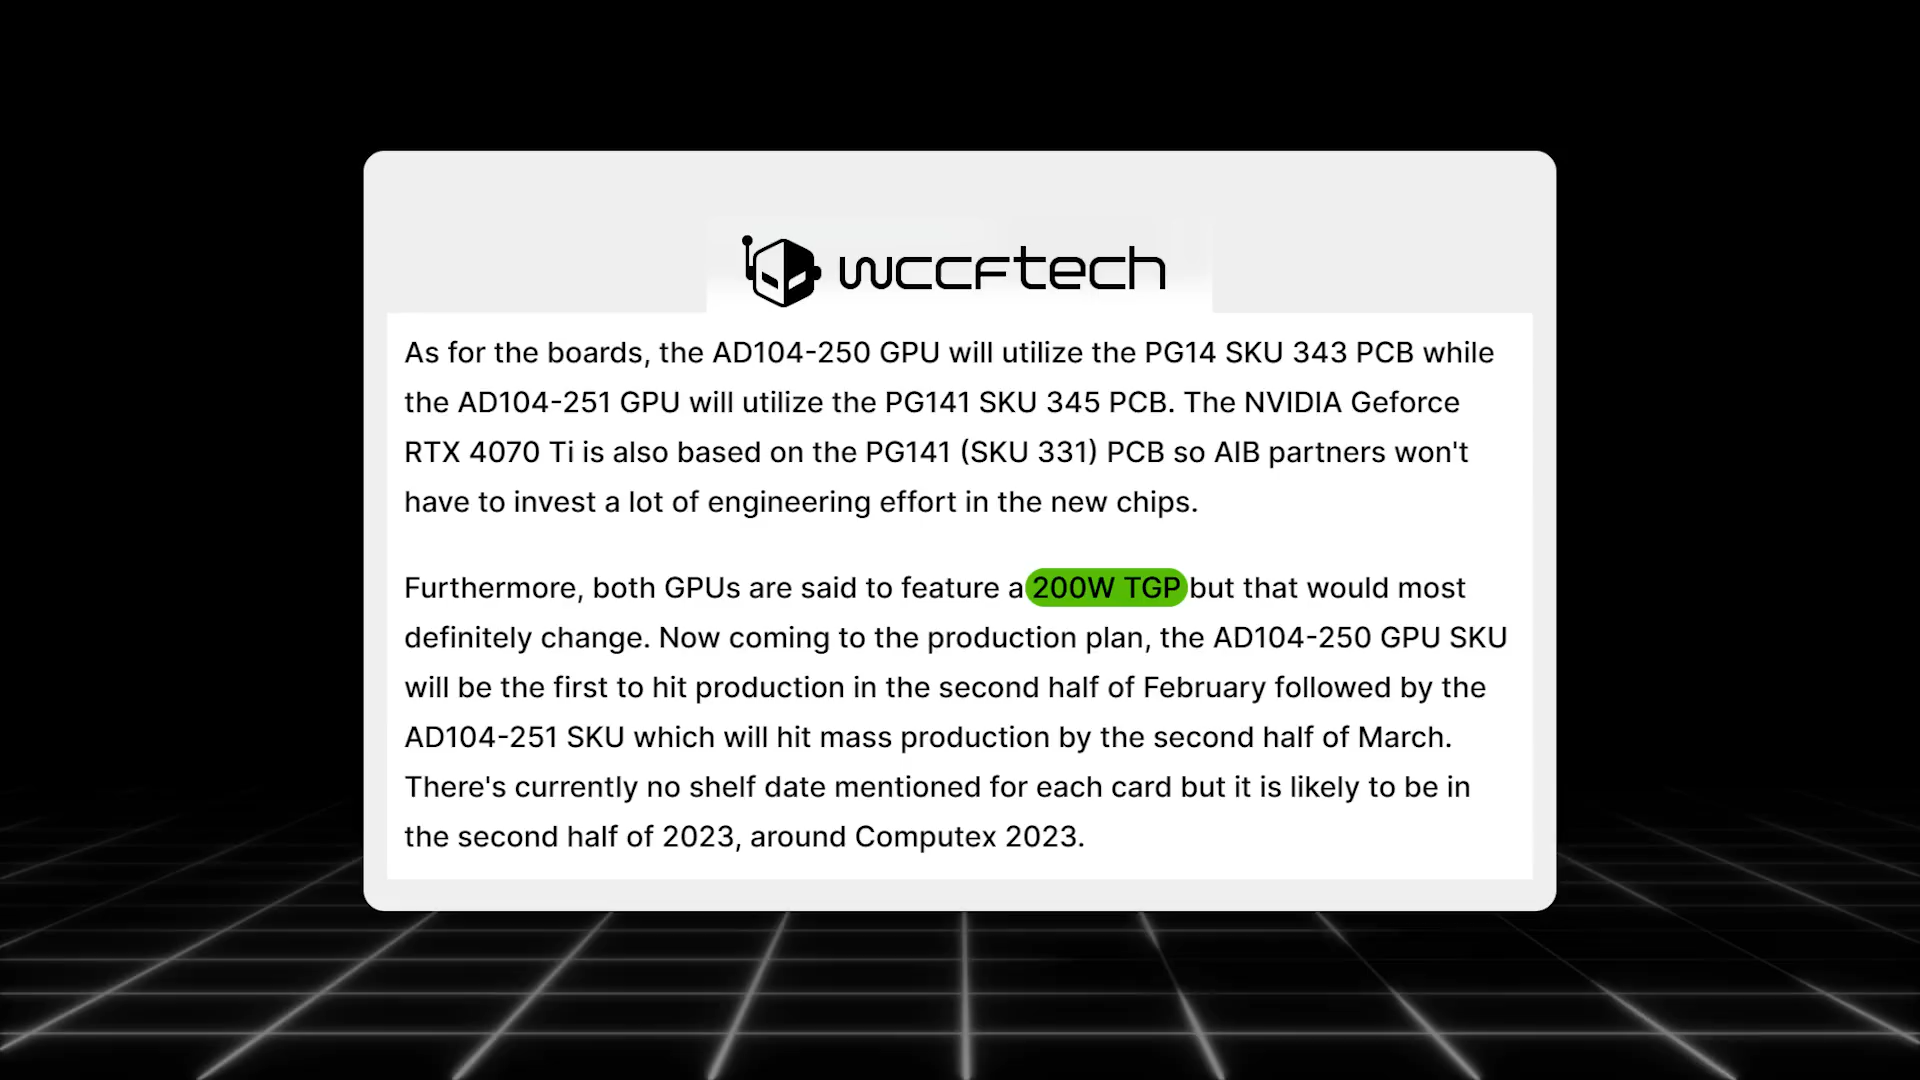 wccftech
As for the boards, the AD104-250 GPU will utilize the PG14 SKU 343 PCB while
the AD104-251 GPU will utilize the PG141 SKU 345 PCB. The NVIDIA Geforce
RTX 4070 Ti is also based on the PG141 (SKU 331) PCB so AIB partners won't
have to invest a lot of engineering effort in the new chips.
Furthermore, both GPUs are said to feature a 200W TGP but that would most
definitely change. Now coming to the production plan, the AD104-250 GPU SKU
will be the first to hit production in the second half of February followed by the
AD104-251 SKU which will hit mass production by the second half of March.
There's currently no shelf date mentioned for each card but it is likely to be in
the second half of 2023, around Computex 2023.